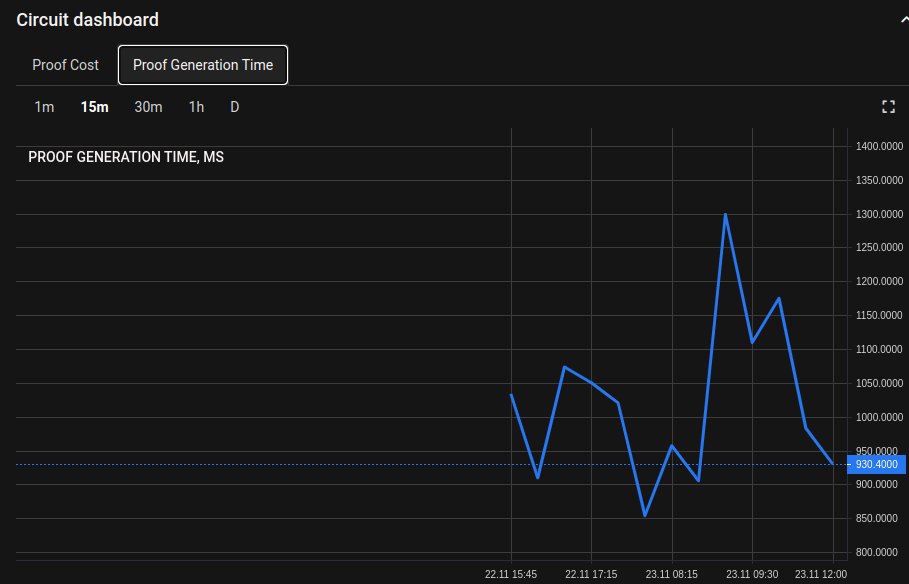 Circuit dashboard
Proof Cost
Proof Generation Time
1m 15m 30m 1h D
PROOF GENERATION TIME, MS
1400.0000
1350.0000
1300.0000
1250.0000
1200.0000
1150.0000
1100.0000
1050.0000
1000.0000
950.0000
930.4000
900.0000
850.0000
800.0000
22.11 15:45 22.11 17:15 23.11 08:15 23.11 09:30 23.11 12:00